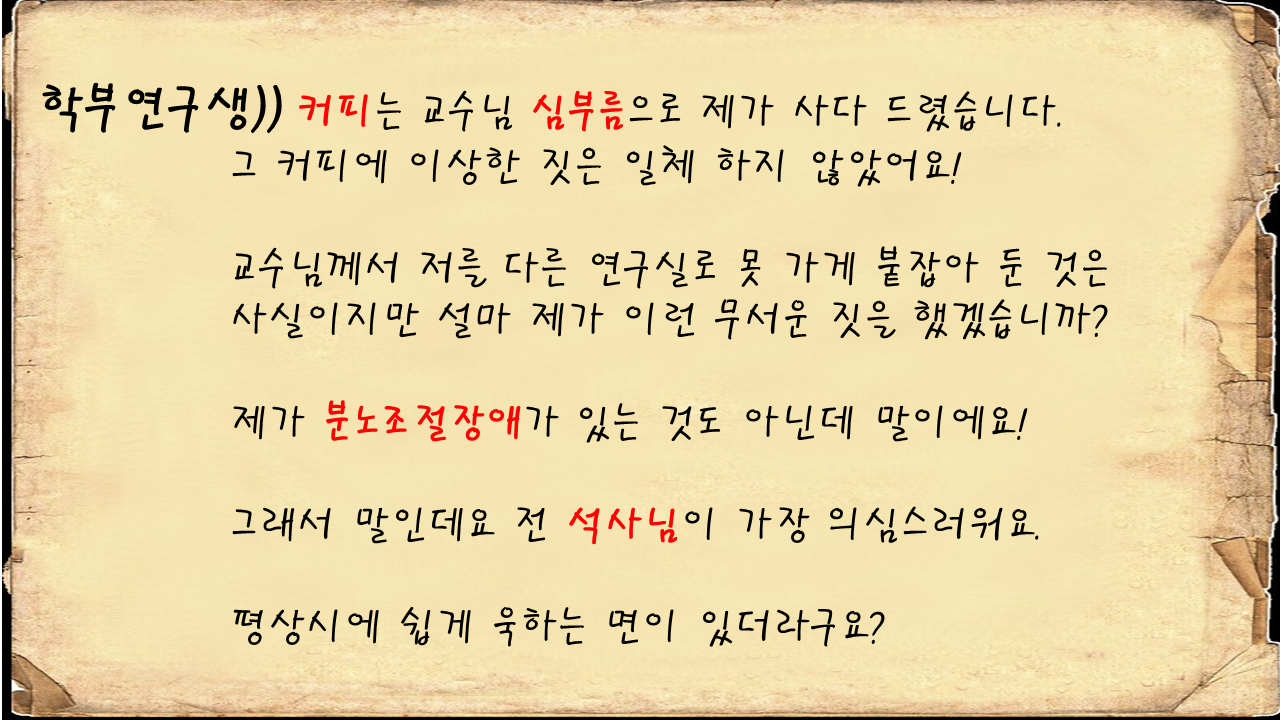 학부연구생)) 커피는 교수님 심부름으로 제가 사다 드렸습니다.
그 커피에 이상한 짓은 일체 하지 않았어요!
교수님께서 저를 다른 연구실로 못 가게 붙잡아 둔 것은
사실이지만 설마 제가 이런 무서운 짓을 했겠습니까?
제가 분노조절장애가 있는 것도 아닌데 말이에요!
그래서 말인데요 전 석사님이 가장 의심스러워요.
평상시에 쉽게 욱하는 면이 있더라구요?